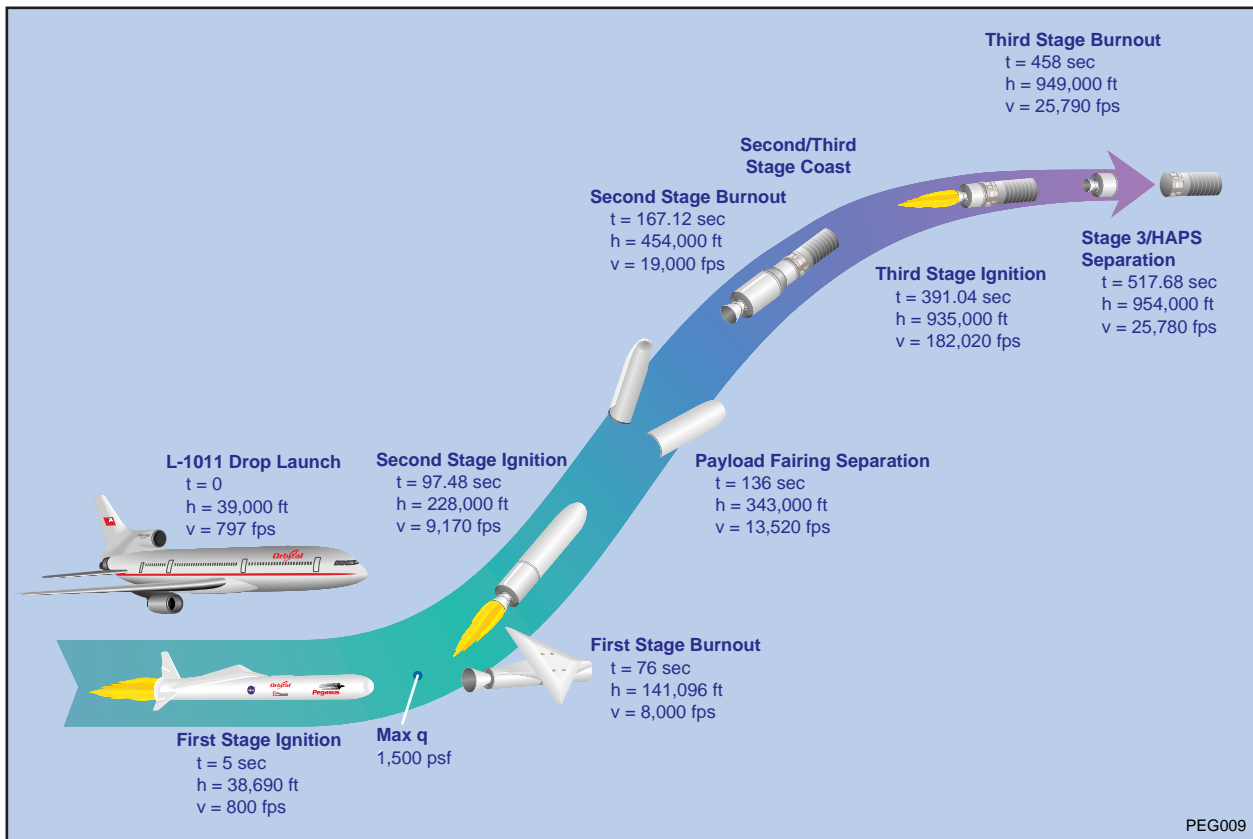 Third Stage Burnout
t = 458 sec
h = 949,000 ft
v = 25,790 fps
Second/Third
Stage Coast
Second Stage Burnout
t = 167.12 sec
h = 454,000 ft
v = 19,000 fps
Stage 3/HAPS
Separation
t = 517.68 sec
h = 954,000 ft
v = 25,780 fps
Third Stage Ignition
t = 391.04 sec
h = 935,000 ft
v = 182,020 fps
L-1011 Drop Launch
t = 0
h = 39,000 ft
v = 797 fps
Second Stage Ignition
t = 97.48 sec
h = 228,000 ft
v = 9,170 fps
Payload Fairing Separation
t = 136 sec
h = 343,000 ft
v = 13,520 fps
Orbital
First Stage Burnout
t = 76 sec
h = 141,096 ft
v = 8,000 fps
Orbital
Pegasus
First Stage Ignition
t = 5 sec
h = 38,690 ft
v = 800 fps
Max q
1,500 psf
PEG009